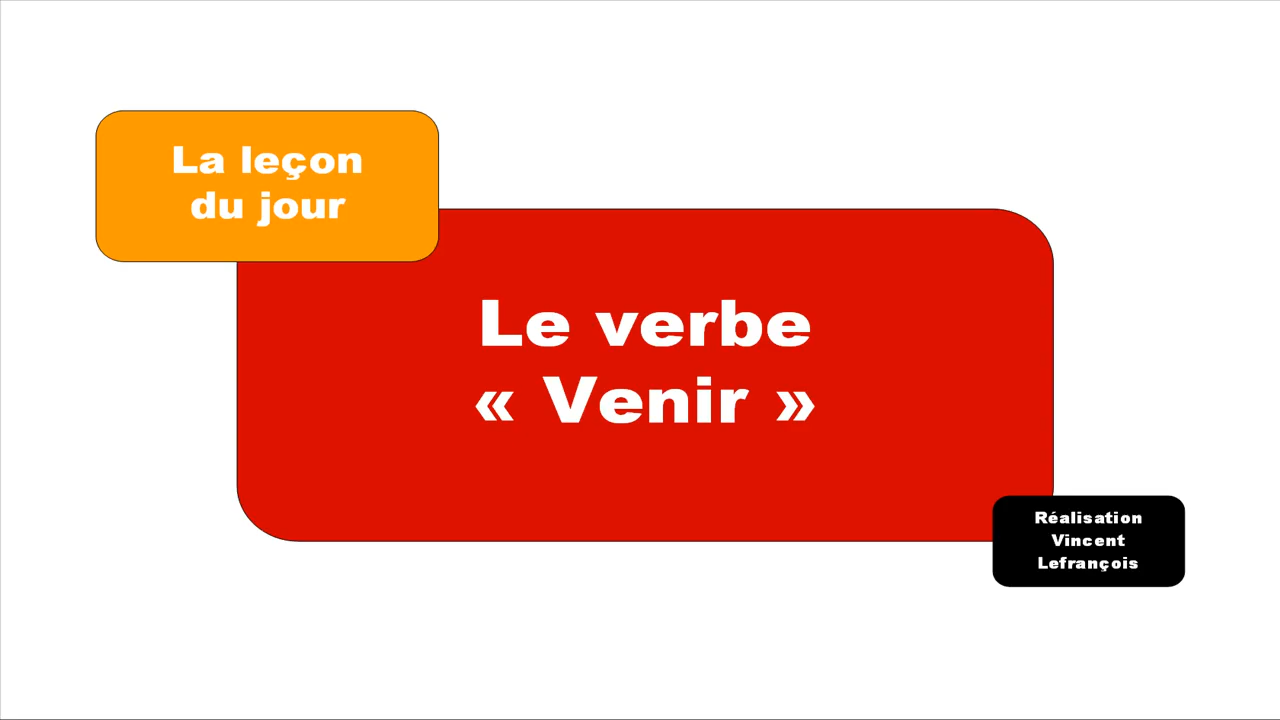 La leçon
du jour
Le verbe
« Venir »
Réalisation
Vincent
Lefrançois